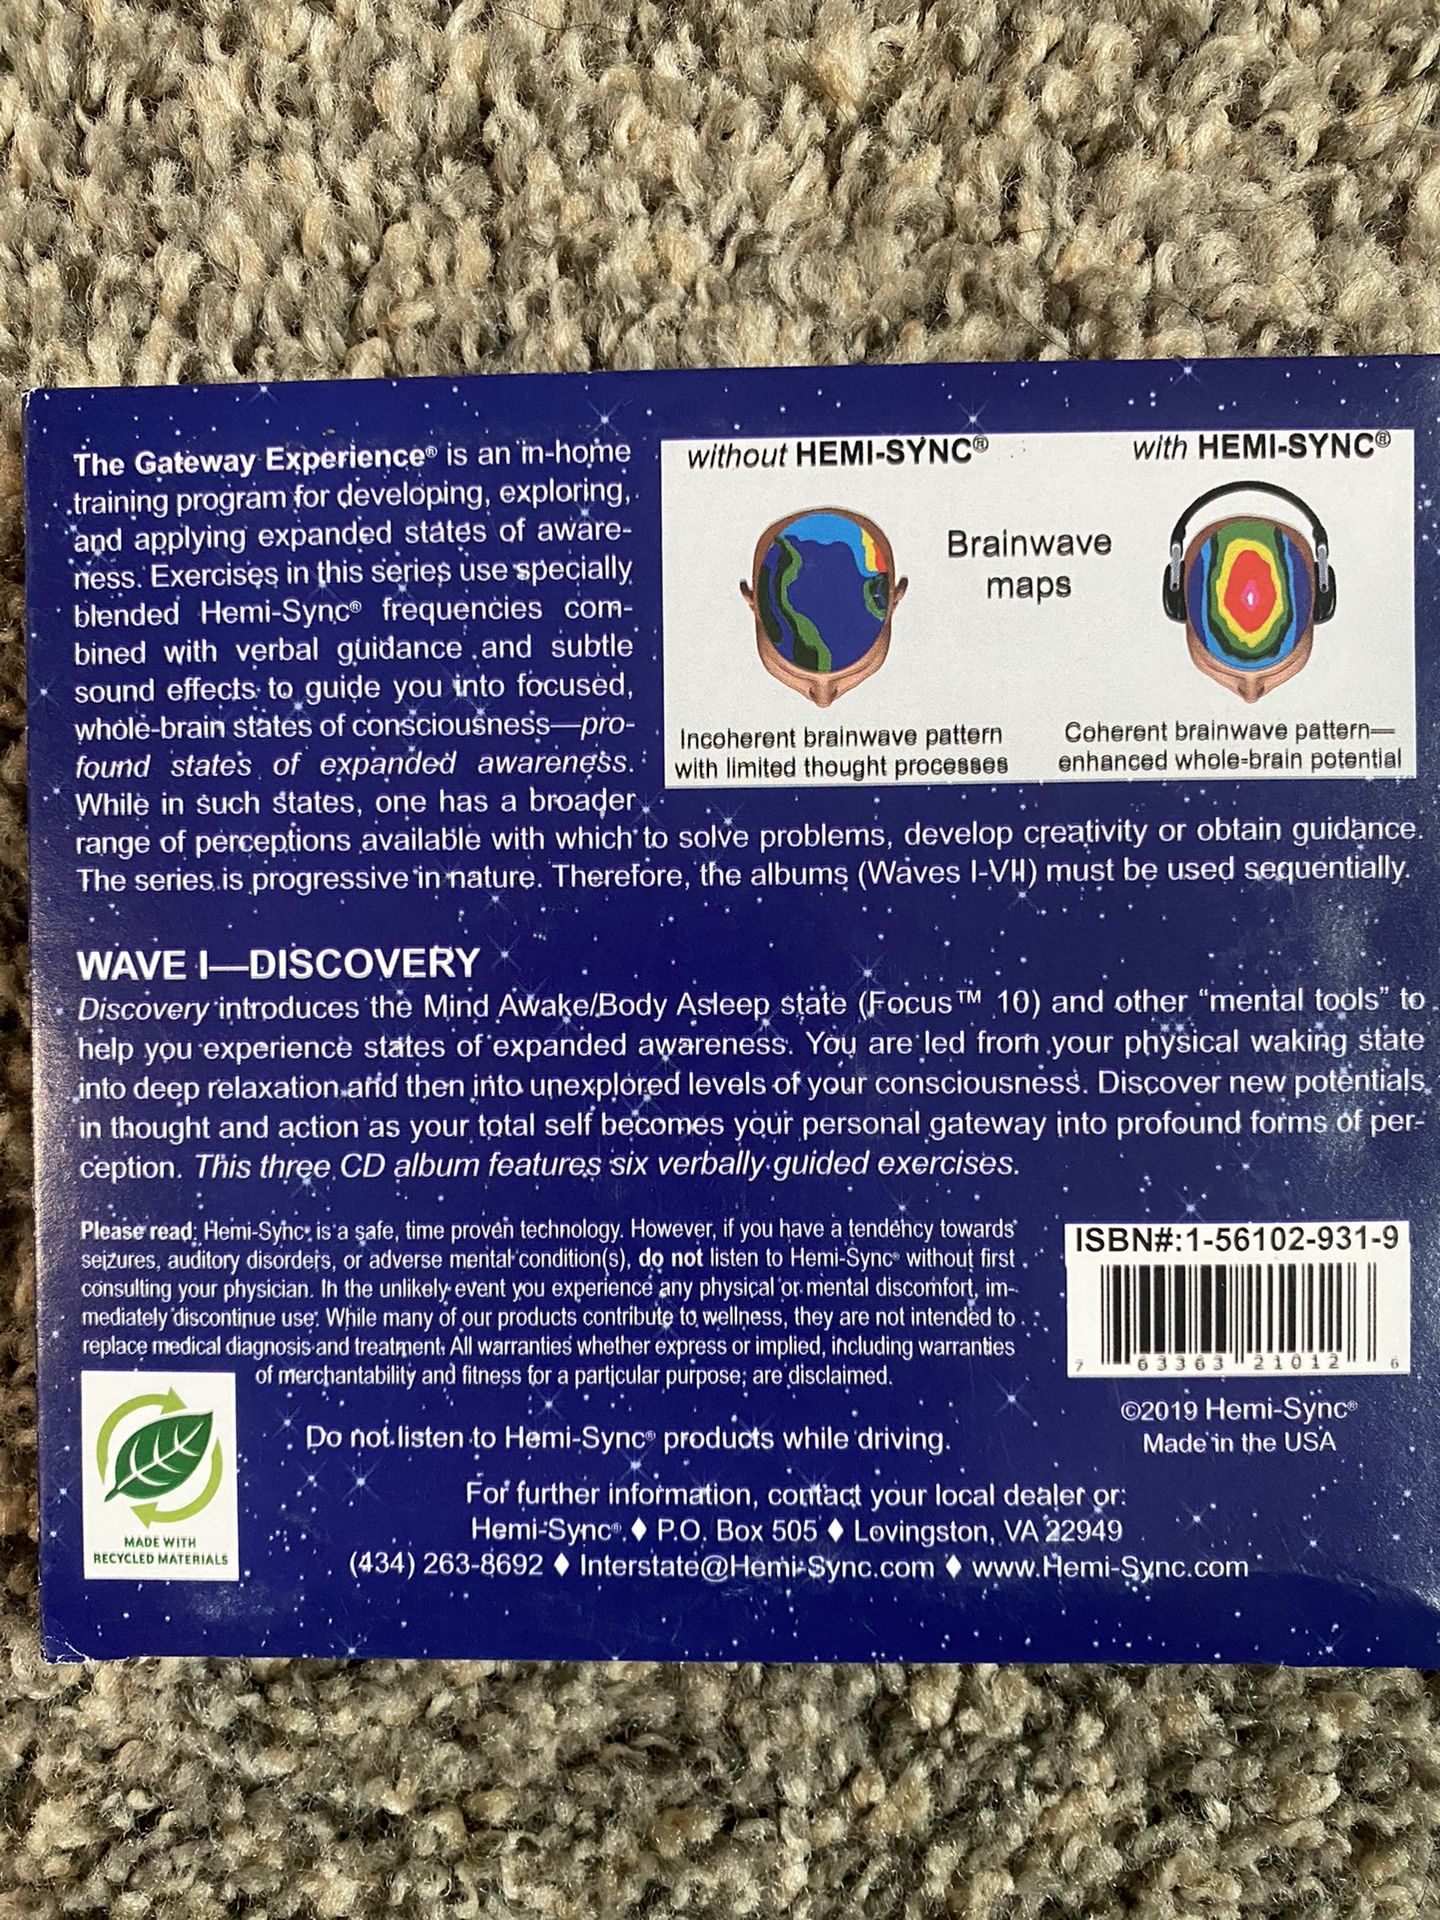 The Gateway Experience® is an in-home
training program for developing, exploring,
and applying expanded states of aware-
ness. Exercises in this series use specially
blended Hemi-Sync® frequencies com-
bined with verbal guidance and subtle
sound effects to guide you into focused,
whole-brain states of consciousness—pro-
found states of expanded awareness.
While in such states, one has a broader
range of perceptions available with which to solve problems, develop creativity or obtain guidance.
The series is progressive in nature. Therefore, the albums (Waves I-VII) must be used sequentially.
without HEMI-SYNC®
with HEMI-SYNC®
Brainwave
maps
Incoherent brainwave pattern
with limited thought processes
Coherent brainwave pattern—
enhanced whole-brain potential
WAVE I—DISCOVERY
Discovery introduces the Mind Awake/Body Asleep state (Focus™ 10) and other “mental tools” to
help you experience states of expanded awareness. You are led from your physical waking state
into deep relaxation and then into unexplored levels of your consciousness. Discover new potentials
in thought and action as your total self becomes your personal gateway into profound forms of per-
ception. This three CD album features six verbally guided exercises.
Please read: Hemi-Sync® is a safe, time proven technology. However, if you have a tendency towards
seizures, auditory disorders, or adverse mental condition(s), do not listen to Hemi-Sync® without first
consulting your physician. In the unlikely event you experience any physical or mental discomfort, im-
mediately discontinue use. While many of our products contribute to wellness, they are not intended to
replace medical diagnosis and treatment. All warranties whether express or implied, including warranties
of merchantability and fitness for a particular purpose, are disclaimed.
ISBN#:1-56102-931-9
7 63363 21012 6
©2019 Hemi-Sync®
Made in the USA
MADE WITH
RECYCLED MATERIALS
Do not listen to Hemi-Sync® products while driving.
For further information, contact your local dealer or:
Hemi-Sync® ♦ P.O. Box 505 ♦ Lovingston, VA 22949
(434) 263-8692 ♦ Interstate@Hemi-Sync.com ♦ www.Hemi-Sync.com